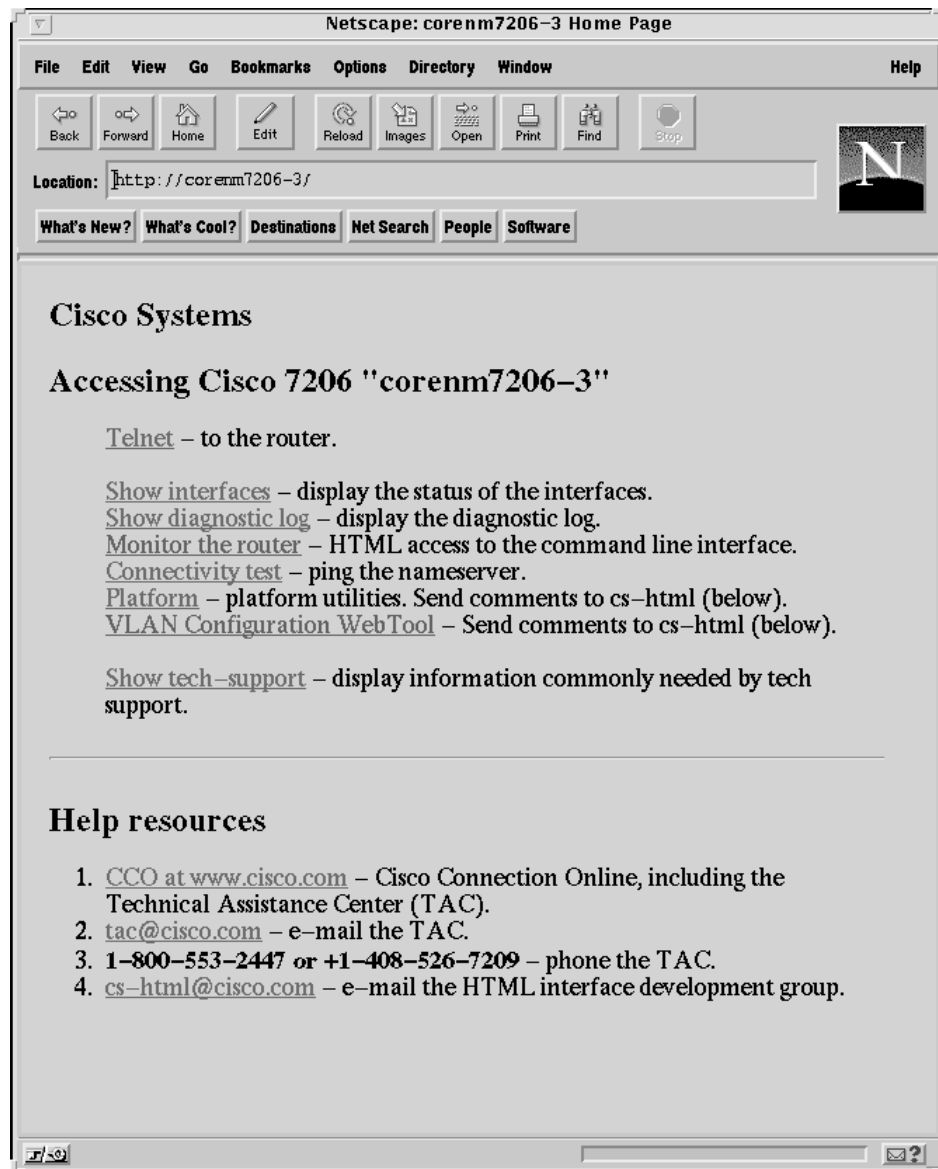 Netscape: corenm7206-3 Home Page
File Edit View Go Bookmarks Options Directory Window Help
Back Forward Home Edit Reload Images Open Print Find Stop
N
Location: http://corenm7206-3/
What's New? What's Cool? Destinations Net Search People Software
Cisco Systems
Accessing Cisco 7206 "corenm7206-3"
Telnet - to the router.
Show interfaces - display the status of the interfaces.
Show diagnostic log - display the diagnostic log.
Monitor the router - HTML access to the command line interface.
Connectivity test - ping the nameserver.
Platform - platform utilities. Send comments to cs-html (below).
VLAN Configuration WebTool - Send comments to cs-html (below).
Show tech-support - display information commonly needed by tech
support.
Help resources
1. CCO at www.cisco.com - Cisco Connection Online, including the
Technical Assistance Center (TAC).
2. tac@cisco.com - e-mail the TAC.
3. 1-800-553-2447 or +1-408-526-7209 - phone the TAC.
4. cs-html@cisco.com - e-mail the HTML interface development group.
?